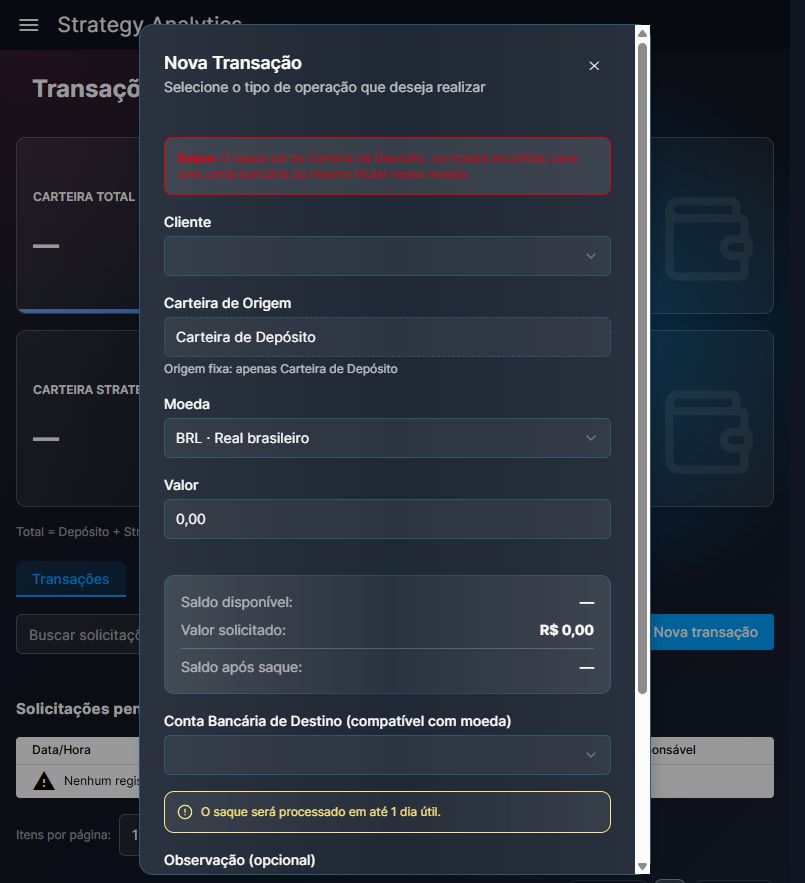 Strategy Analytics
Nova Transação
Selecione o tipo de operação que deseja realizar
Transaçõ
Saque: O saque sai da Carteira de Depósito, na moeda escolhida, para
uma conta bancária do mesmo titular nessa moeda.
CARTEIRA TOTAL
Cliente
Carteira de Origem
Carteira de Depósito
Origem fixa: apenas Carteira de Depósito
CARTEIRA STRATE
Moeda
BRL · Real brasileiro
Valor
0,00
Total = Depósito + Str
Transações
Saldo disponível: —
Valor solicitado: R$ 0,00
Saldo após saque: —
Buscar solicitaçõ
Nova transação
Solicitações pen
Conta Bancária de Destino (compatível com moeda)
Data/Hora
onsável
Nenhum regis
O saque será processado em até 1 dia útil.
Itens por página:
1
Observação (opcional)